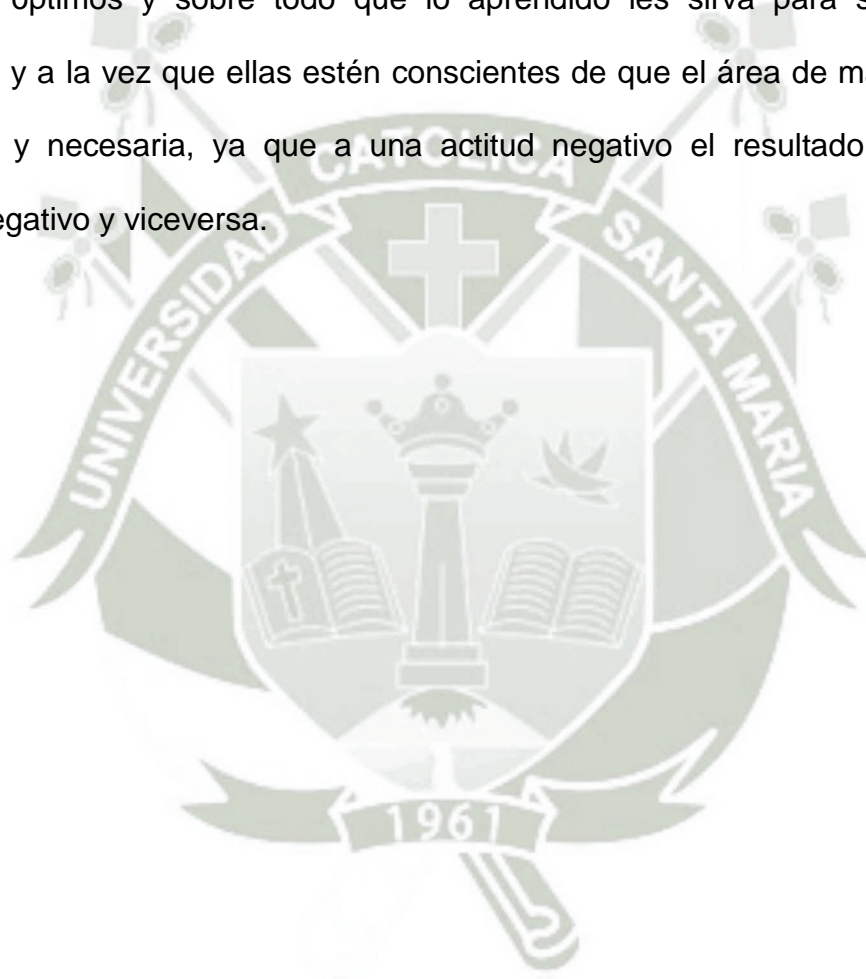 óptimos y sobre todo que lo aprendido les sirva para
y a la vez que ellas estén conscientes de que el área de
y necesaria, ya que a una actitud negativo el resultado
y viceversa.
UNIVERSIDAD CATOLICA SANTA MARIA
1961